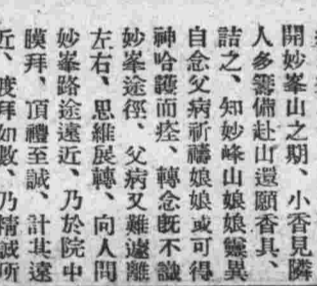 開妙峯山之期、小香見隣
人多籌備赴山還願香具、
詰之、知妙峰山娘娘靈異
自念父病祈禱娘娘或可得
神哈護而痊、轉念旣不識
妙峯途徑、父病又難遽離
左右、思維展轉、向人問
妙峯路途遠近、乃於院中
膜拜、頂禮至誠、計其遠
近、度拜如數、乃精誠所